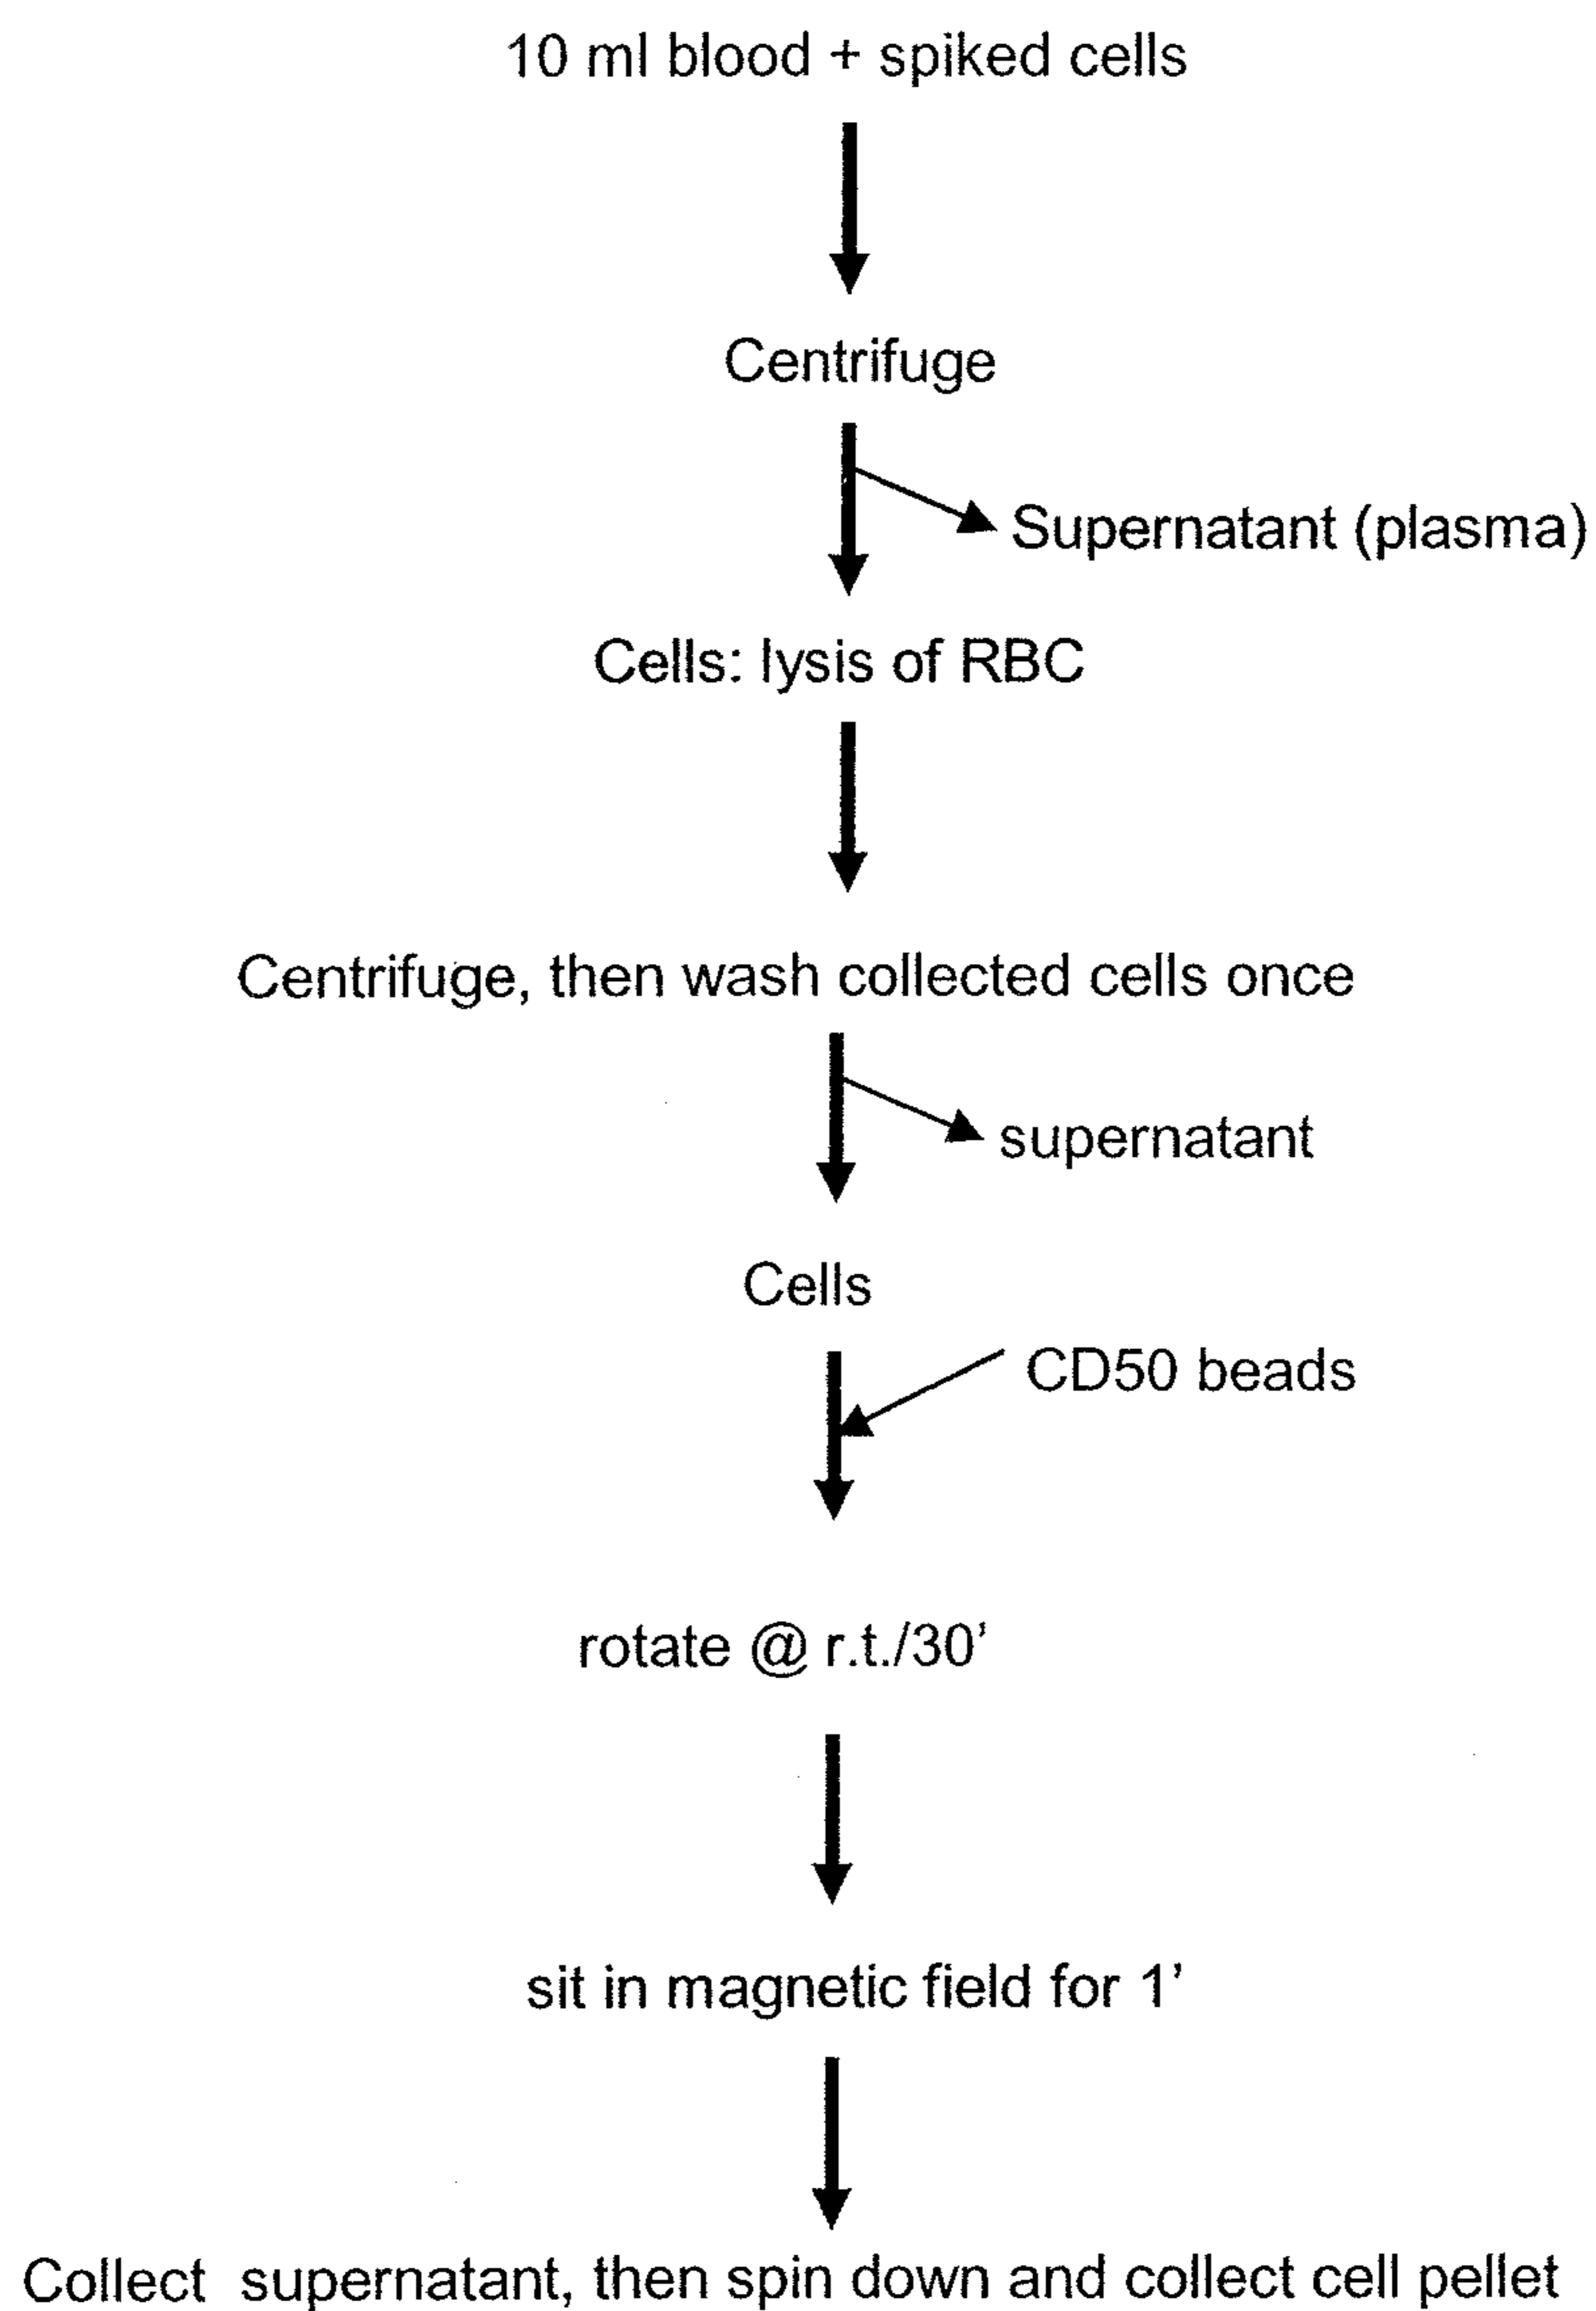 10 ml blood + spiked cells
Centrifuge
Supernatant (plasma)
Cells: lysis of RBC
Centrifuge, then wash collected cells once
supernatant
Cells
CD50 beads
rotate @ r.t./30’
sit in magnetic field for 1’
Collect supernatant, then spin down and collect cell pellet